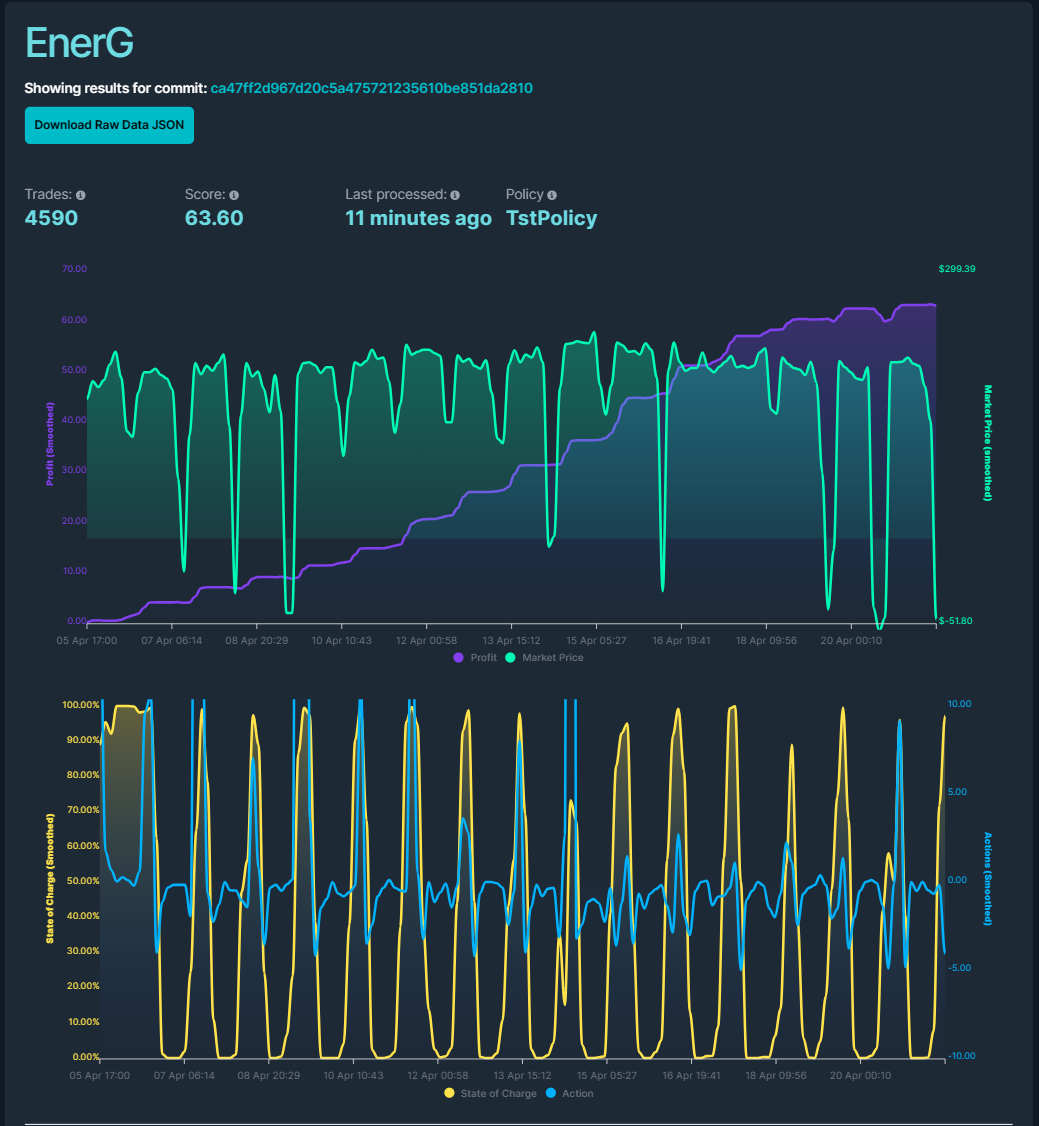 EnerG
Showing results for commit: ca47ff2d967d20c5a475721235610be851da2810
Download Raw Data JSON
Trades: Score: Last processed: Policy
4590 63.60 11 minutes ago TstPolicy
70.00 $299.39
60.00
50.00
40.00
30.00
20.00
10.00
0.00 $-51.80
Profit (Smoothed)
Market Price (smoothed)
05 Apr 17:00 07 Apr 06:14 08 Apr 20:29 10 Apr 10:43 12 Apr 00:58 13 Apr 15:12 15 Apr 05:27 16 Apr 19:41 18 Apr 09:56 20 Apr 00:10
Profit Market Price
100.00% 10.00
90.00%
80.00%
70.00% 5.00
60.00%
50.00% 0.00
40.00%
30.00% -5.00
20.00%
10.00%
0.00% -10.00
State of Charge (Smoothed)
Actions (Smoothed)
05 Apr 17:00 07 Apr 06:14 08 Apr 20:29 10 Apr 10:43 12 Apr 00:58 13 Apr 15:12 15 Apr 05:27 16 Apr 19:41 18 Apr 09:56 20 Apr 00:10
State of Charge Action